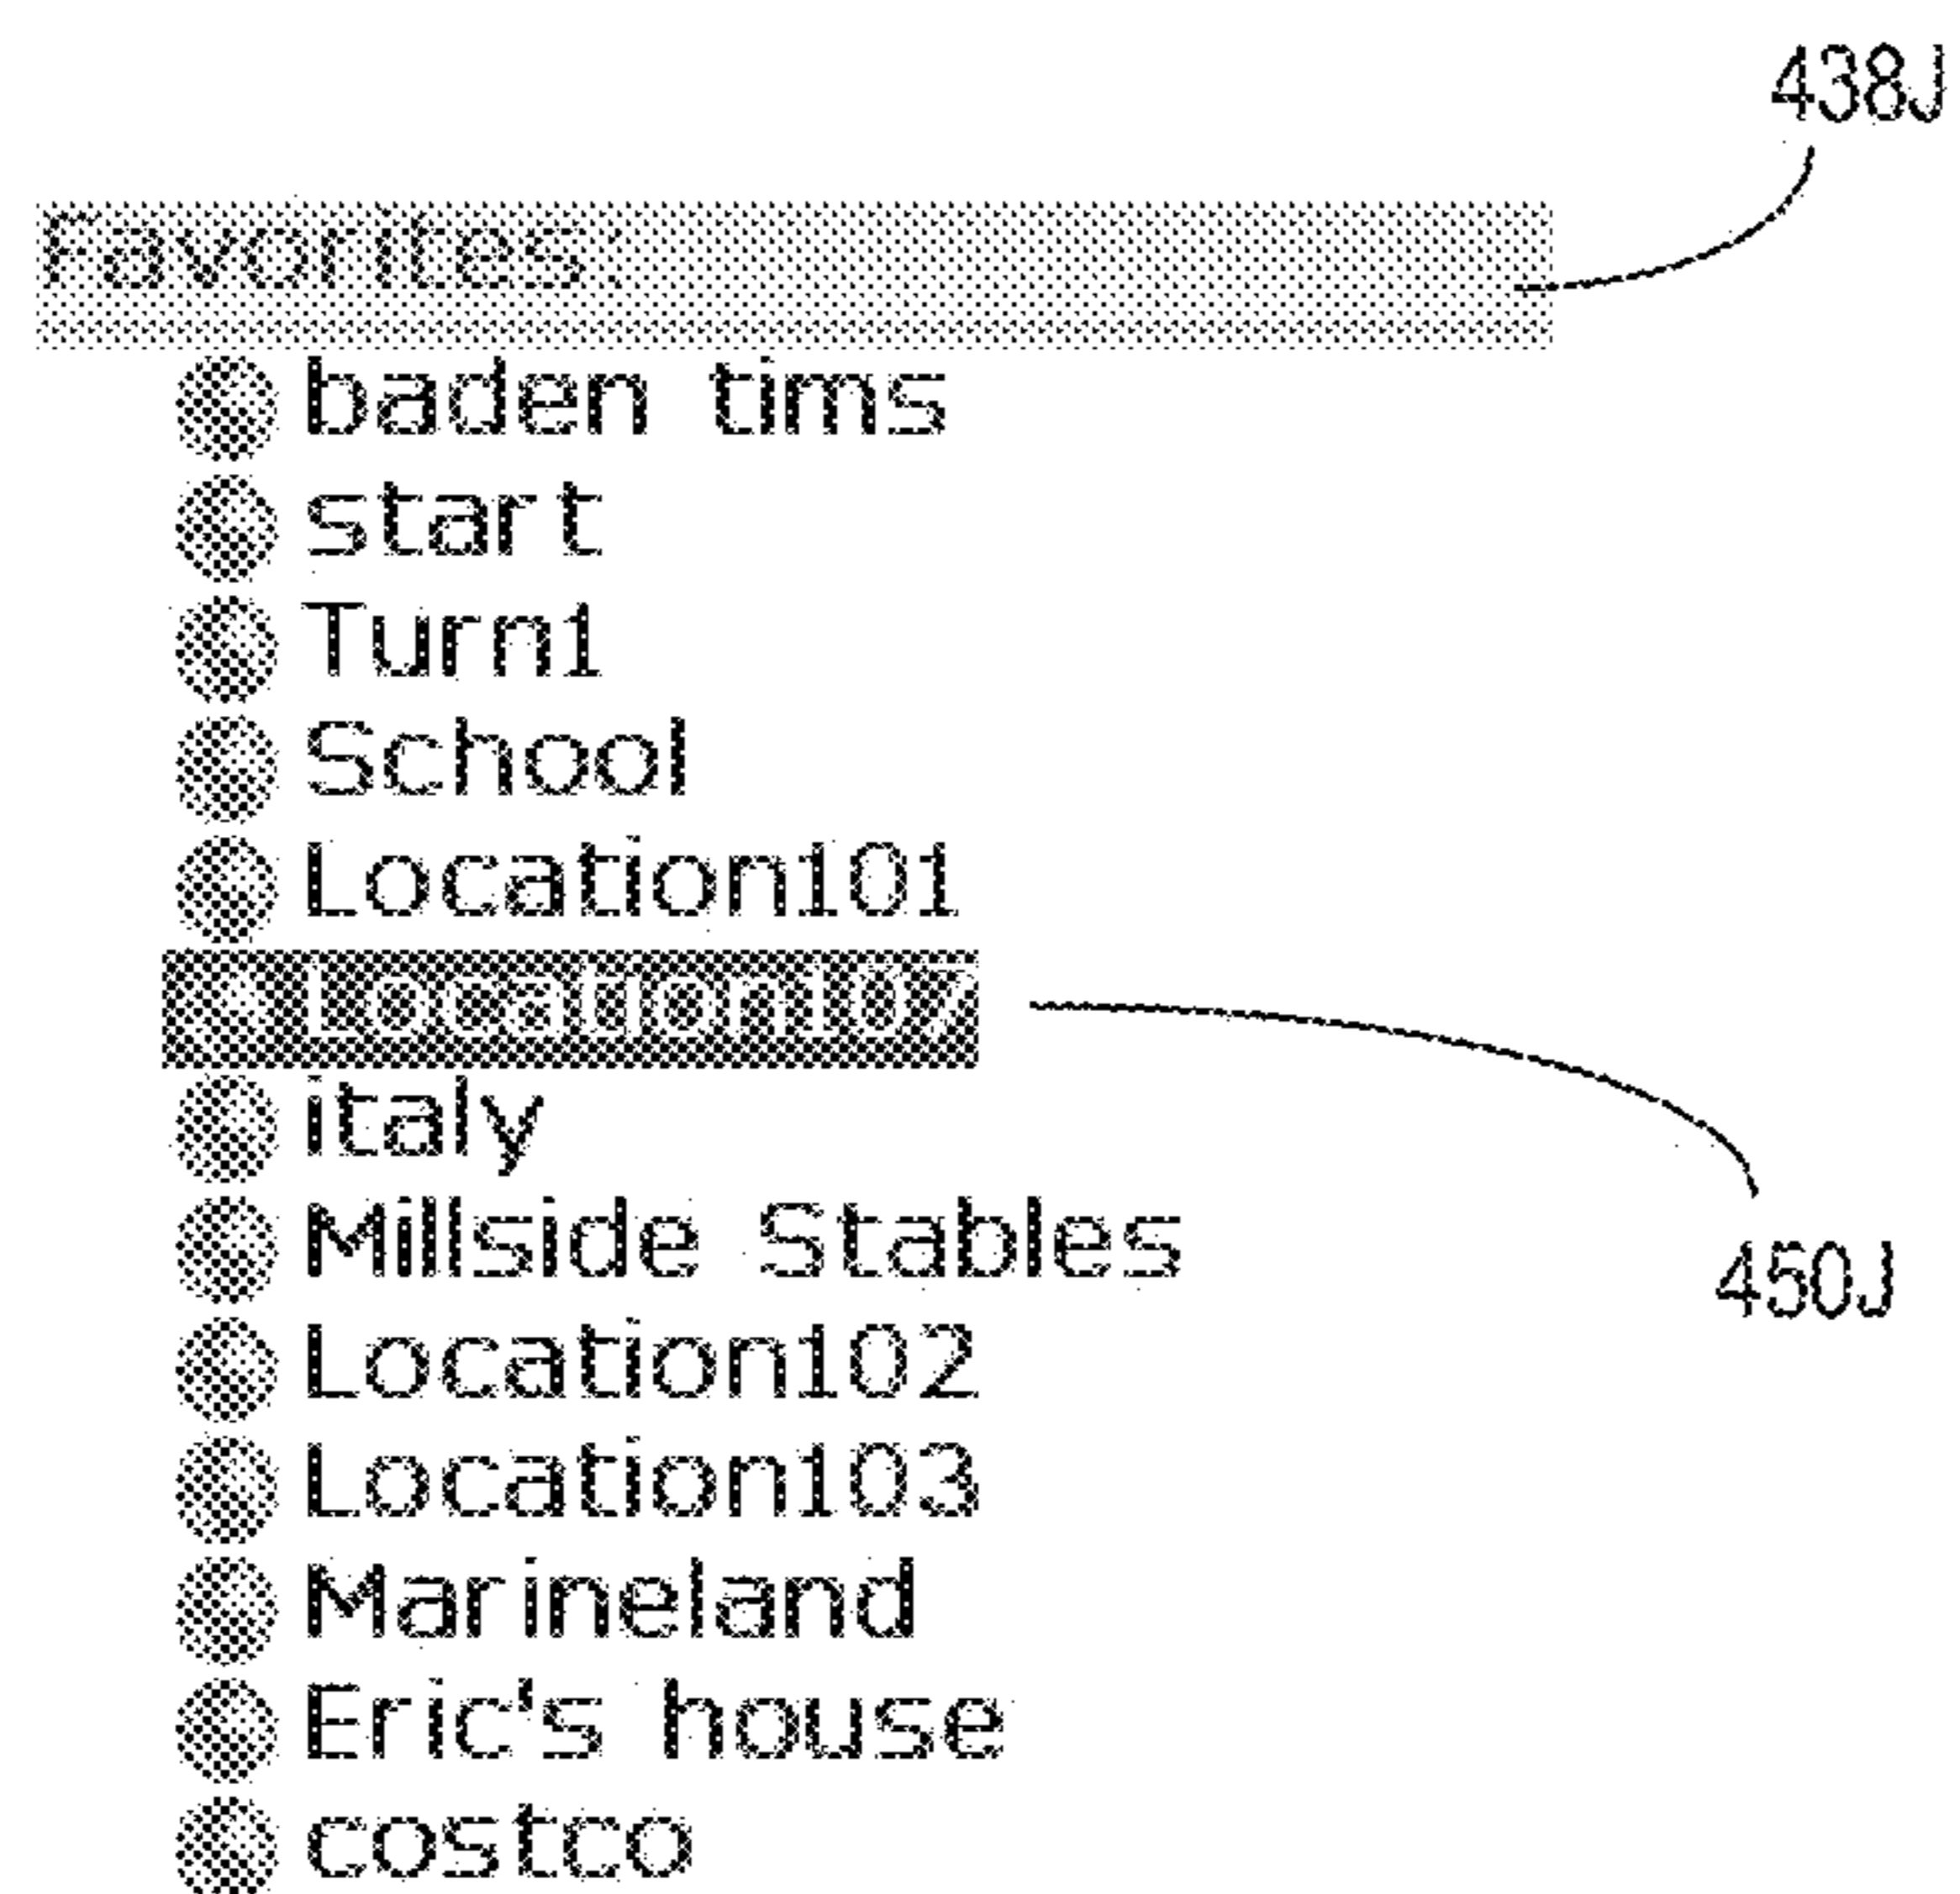 438J
Favorites:
baden tims
start
Turn1
School
Location101
Location107
italy
Millside Stables
450J
Location102
Location103
Marineland
Eric's house
costco